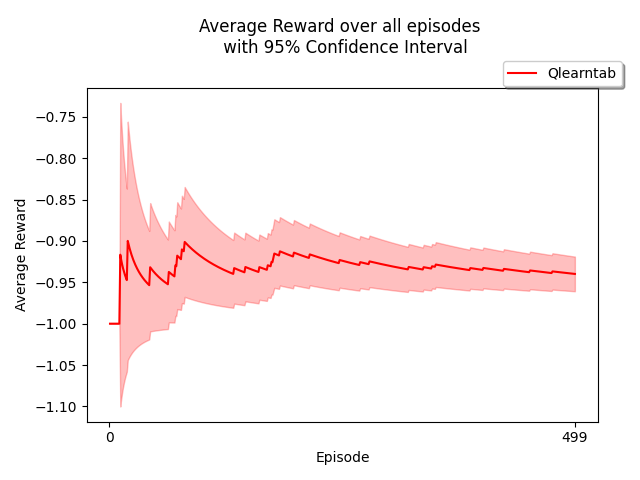 Average Reward over all episodes
with 95% Confidence Interval
Qlearntab
−0.75
−0.80
−0.85
−0.90
−0.95
−1.00
−1.05
−1.10
Average Reward
0
499
Episode